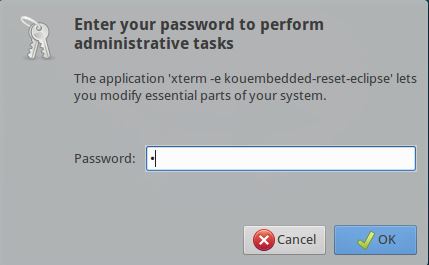 Enter your password to perform
administrative tasks
The application 'xterm -e kouembedded-reset-eclipse' lets
you modify essential parts of your system.
Password: •
Cancel OK